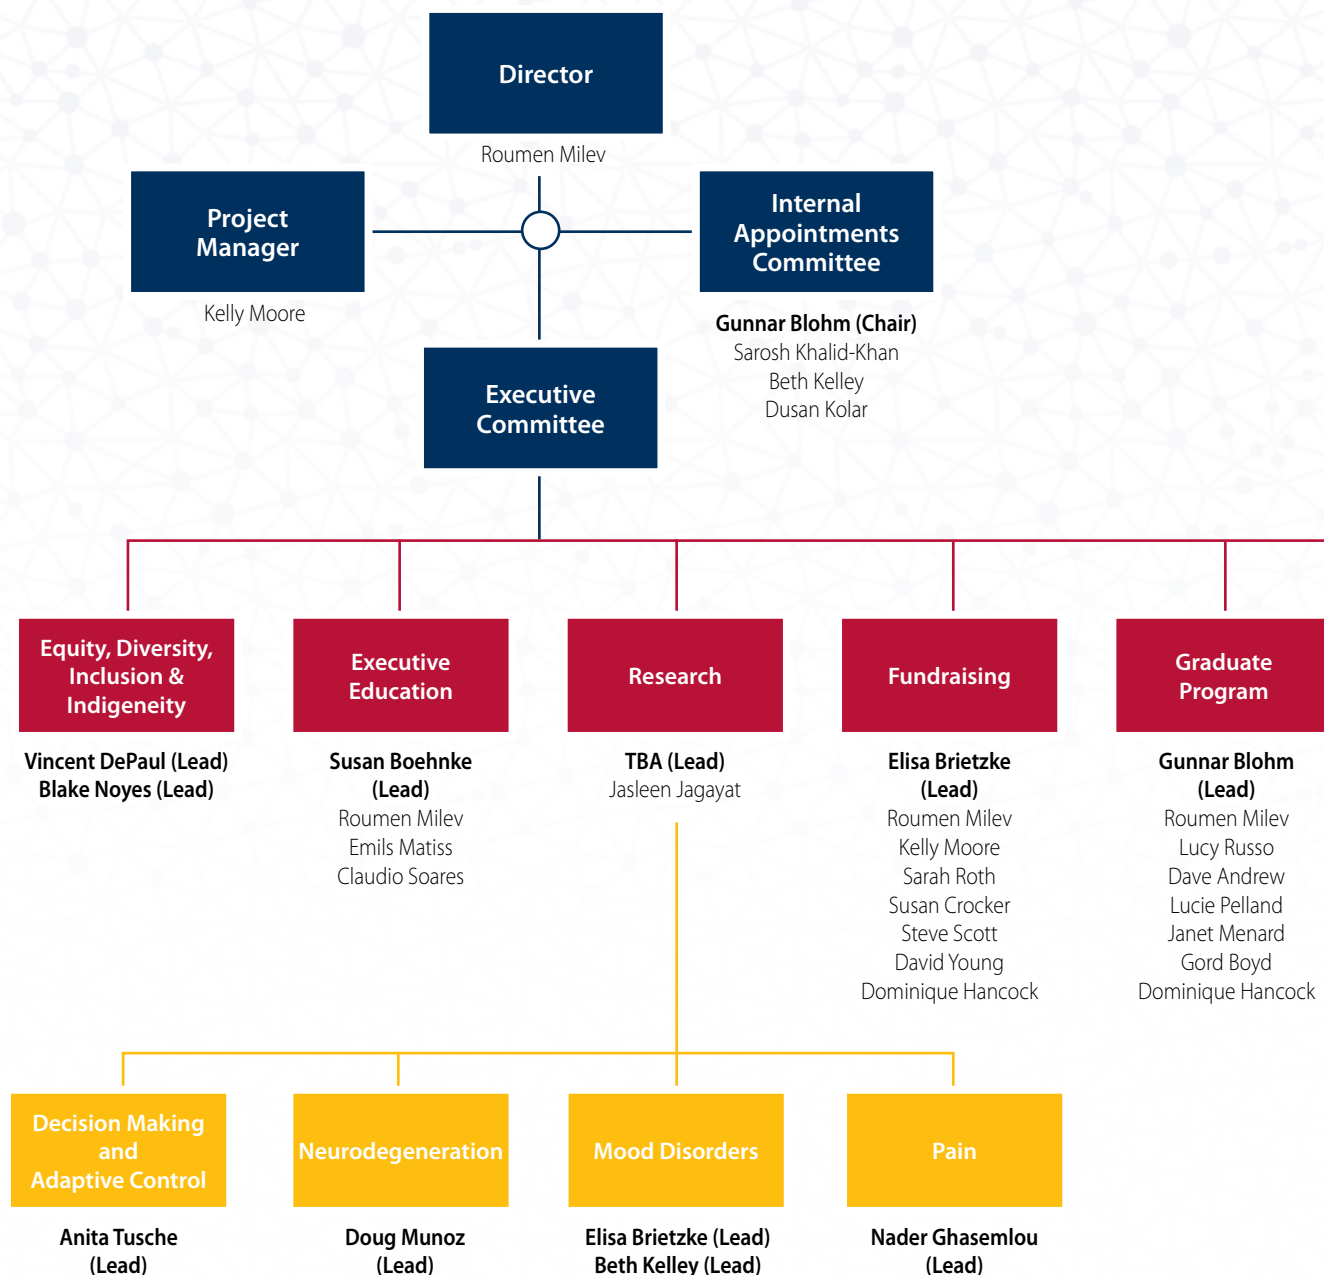 Director
Roumen Milev
Project
Manager
Kelly Moore
Internal
Appointments
Committee
Gunnar Blohm (Chair)
Sarosh Khalid-Khan
Beth Kelley
Dusan Kolar
Executive
Committee
Equity, Diversity,
Inclusion &
Indigeneity
Vincent DePaul (Lead)
Blake Noyes (Lead)
Executive
Education
Susan Boehnke
(Lead)
Roumen Milev
Emils Matiss
Claudio Soares
Research
TBA (Lead)
Jasleen Jagayat
Fundraising
Elisa Brietzke
(Lead)
Roumen Milev
Kelly Moore
Sarah Roth
Susan Crocker
Steve Scott
David Young
Dominique Hancock
Graduate
Program
Gunnar Blohm
(Lead)
Roumen Milev
Lucy Russo
Dave Andrew
Lucie Pelland
Janet Menard
Gord Boyd
Dominique Hancock
Decision Making
and
Adaptive Control
Anita Tusche
(Lead)
Neurodegeneration
Doug Munoz
(Lead)
Mood Disorders
Elisa Brietzke (Lead)
Beth Kelley (Lead)
Pain
Nader Ghasemlou
(Lead)